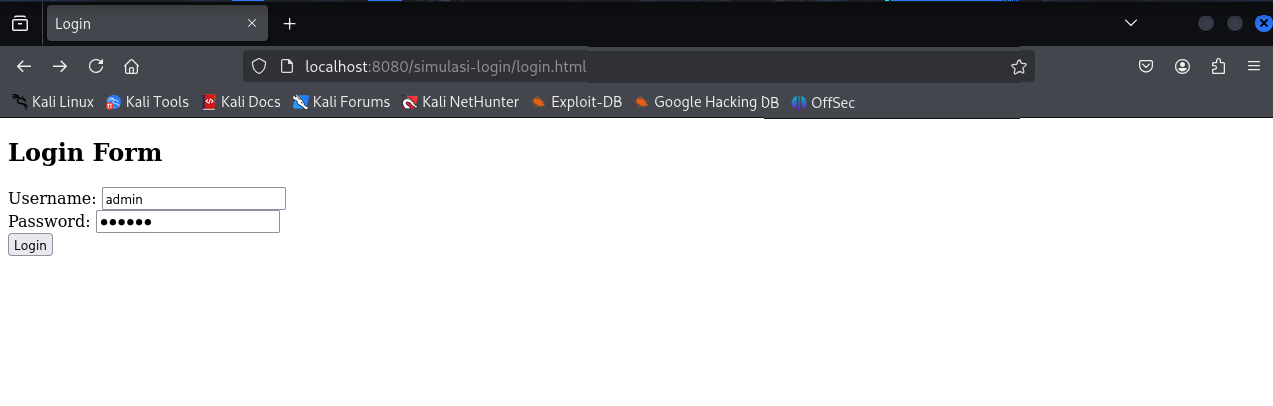 Login
localhost:8080/simulasi-login/login.html
Kali Linux Kali Tools Kali Docs Kali Forums Kali NetHunter Exploit-DB Google Hacking DB OffSec
Login Form
Username: admin
Password: ••••••
Login